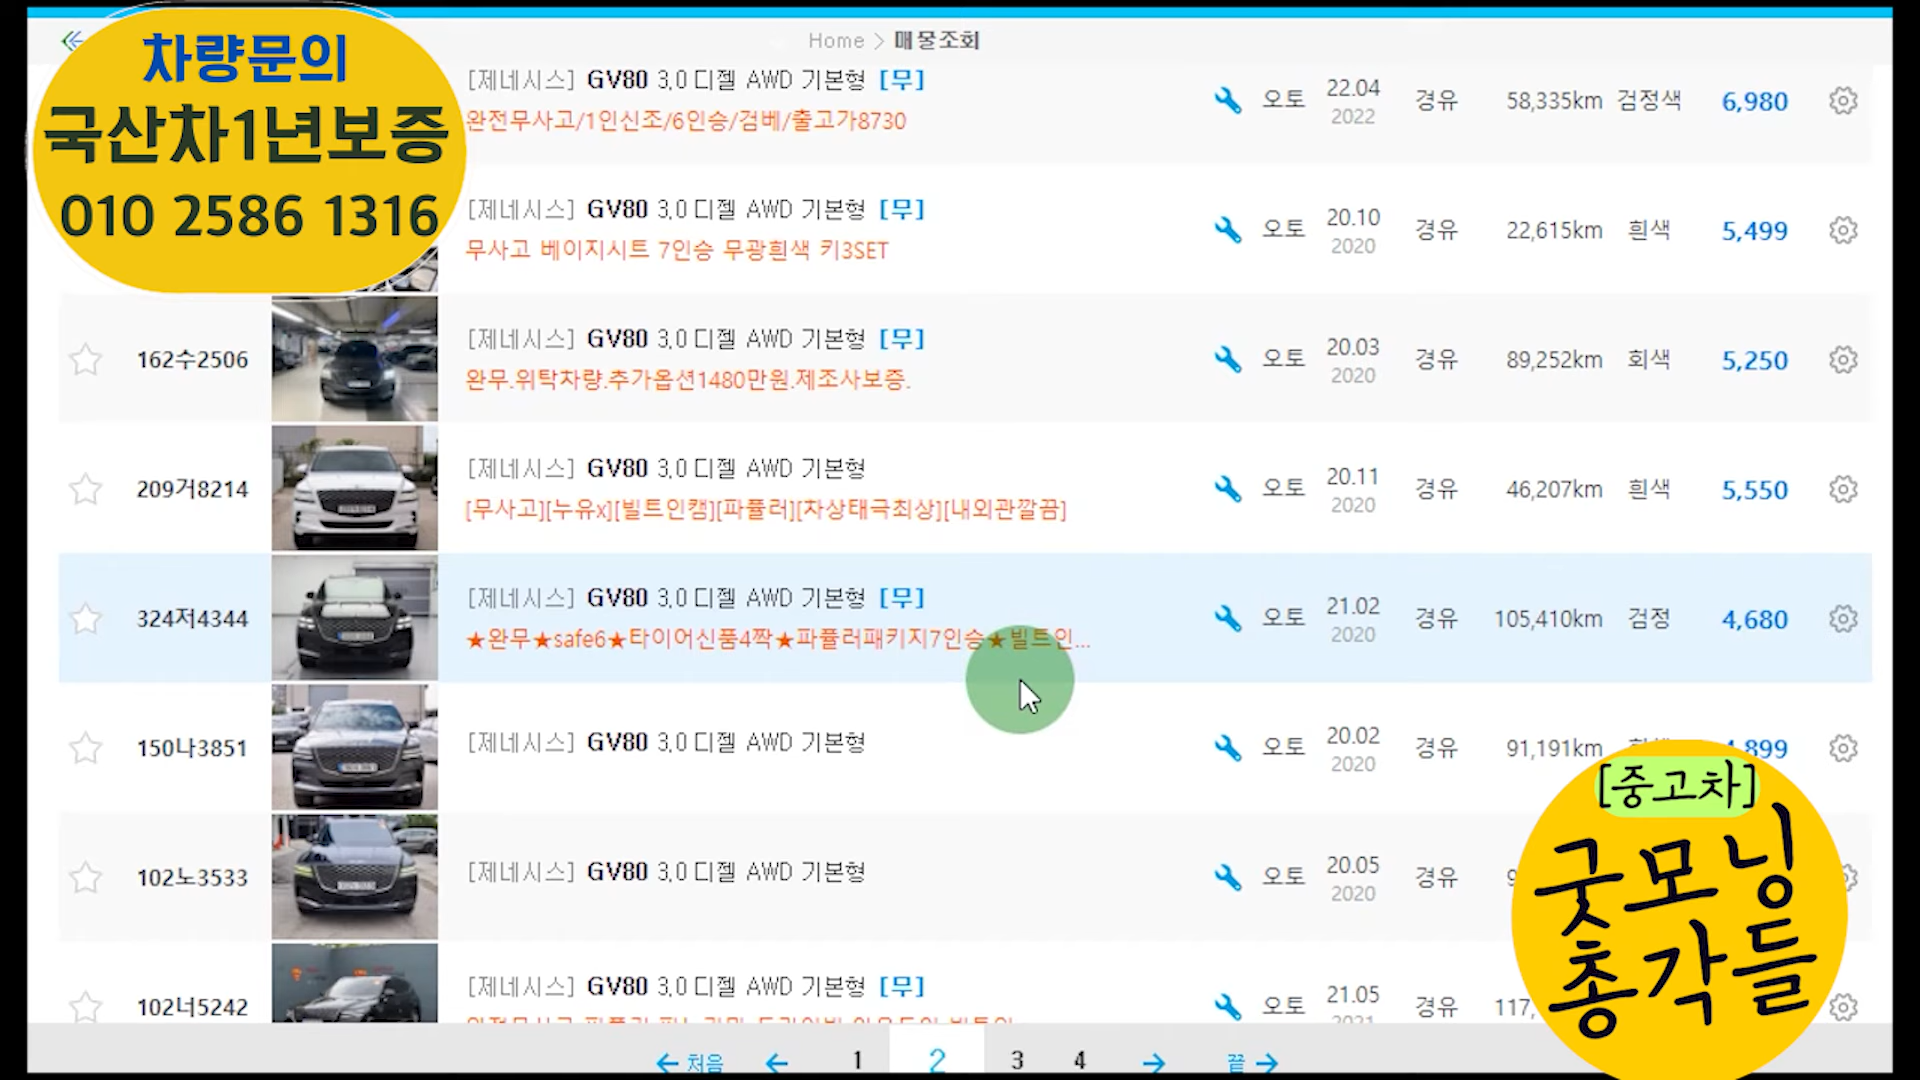 차량문의
국산차1년보증
010 2586 1316
Home > 매물조회
[제네시스] GV80 3.0 디젤 AWD 기본형 [무]
완전무사고/1인신조/6인승/검베/출고가8730
오토 22.04 2022 경유 58,335km 검정색 6,980
[제네시스] GV80 3.0 디젤 AWD 기본형 [무]
무사고 베이지시트 7인승 무광흰색 키3SET
오토 20.10 2020 경유 22,615km 흰색 5,499
162수2506
[제네시스] GV80 3.0 디젤 AWD 기본형 [무]
완무.위탁차량.추가옵션1480만원.제조사보증.
오토 20.03 2020 경유 89,252km 회색 5,250
209거8214
[제네시스] GV80 3.0 디젤 AWD 기본형
[무사고][누유x][빌트인캠][파퓰러][차상태극최상][내외관깔끔]
오토 20.11 2020 경유 46,207km 흰색 5,550
324저4344
[제네시스] GV80 3.0 디젤 AWD 기본형 [무]
★완무★safe6★타이어신품4짝★파퓰러패키지7인승★빌트인...
오토 21.02 2020 경유 105,410km 검정 4,680
150나3851
[제네시스] GV80 3.0 디젤 AWD 기본형
오토 20.02 2020 경유 91,191km 4,899
102노3533
[제네시스] GV80 3.0 디젤 AWD 기본형
오토 20.05 2020 경유
102너5242
[제네시스] GV80 3.0 디젤 AWD 기본형 [무]
오토 21.05 경유 117,
[중고차]
굿모닝
총각들
← 처음 ← 1 2 3 4 → 끝 →